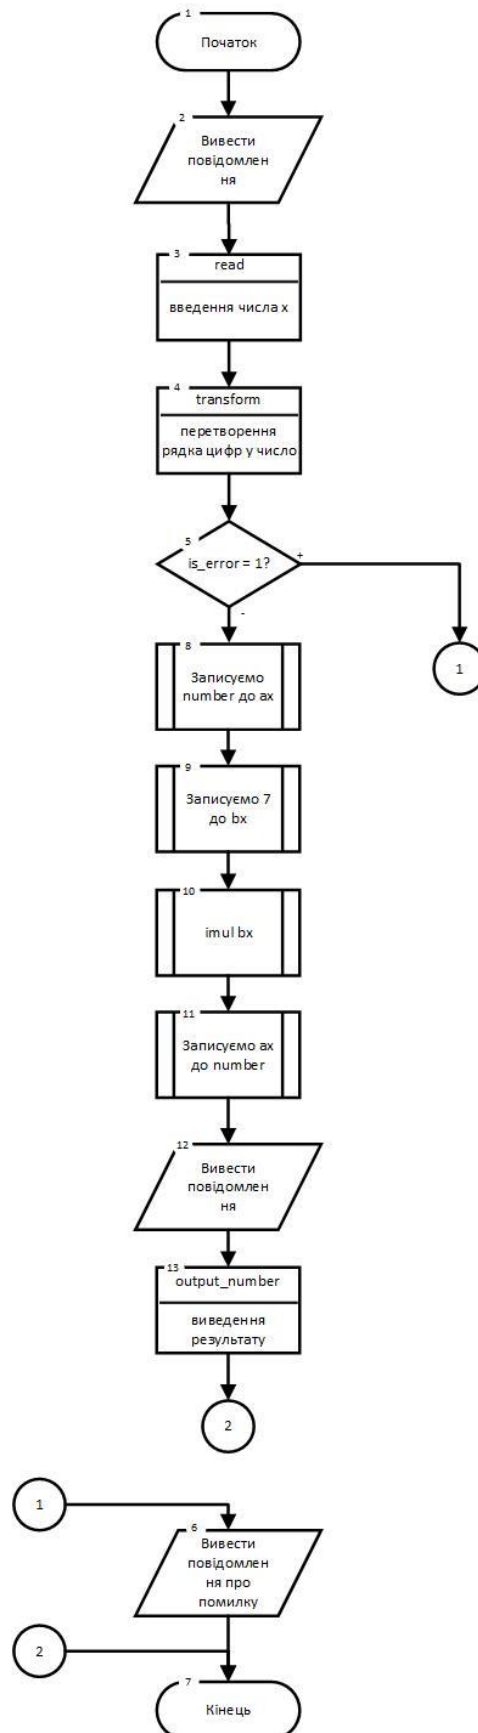 1
Початок
2
Вивести
повідомлен
ня
3
read
введення числа x
4
transform
перетворення
рядка цифр у число
5
is_error = 1?
+
-
1
8
Записуємо
number до ax
9
Записуємо 7
до bx
10
imul bx
11
Записуємо ax
до number
12
Вивести
повідомлен
ня
13
output_number
виведення
результату
2
1
6
Вивести
повідомлен
ня про
помилку
2
7
Кінець